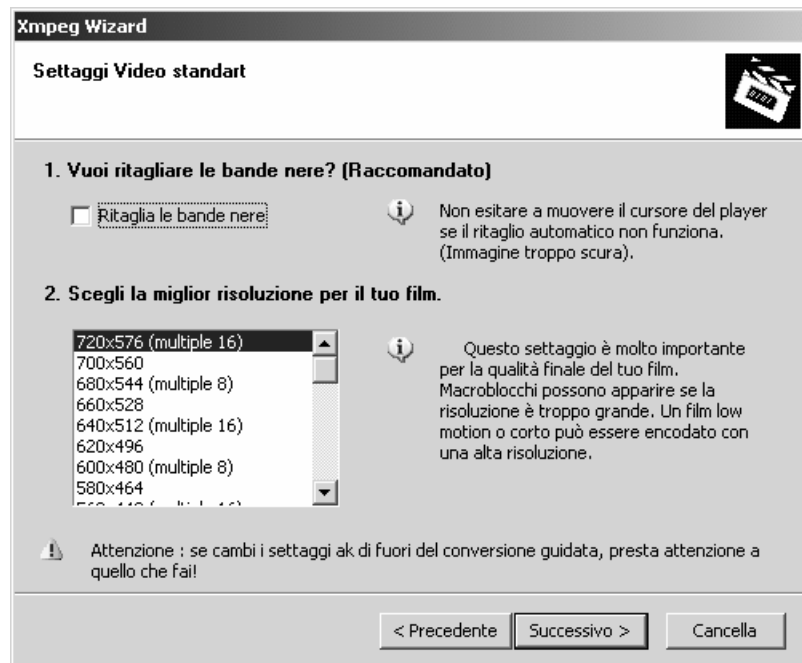 Xmpeg Wizard
Settaggi Video standart
1. Vuoi ritagliare le bande nere? (Raccomandato)
Ritaglia le bande nere
Non esitare a muovere il cursore del player
se il ritaglio automatico non funziona.
(Immagine troppo scura).
2. Scegli la miglior risoluzione per il tuo film.
720x576 (multiple 16)
700x560
680x544 (multiple 8)
660x528
640x512 (multiple 16)
620x496
600x480 (multiple 8)
580x464
Questo settaggio è molto importante
per la qualità finale del tuo film.
Macroblocchi possono apparire se la
risoluzione è troppo grande. Un film low
motion o corto può essere encodato con
una alta risoluzione.
Attenzione : se cambi i settaggi ak di fuori del conversione guidata, presta attenzione a
quello che fai!
< Precedente
Successivo >
Cancella